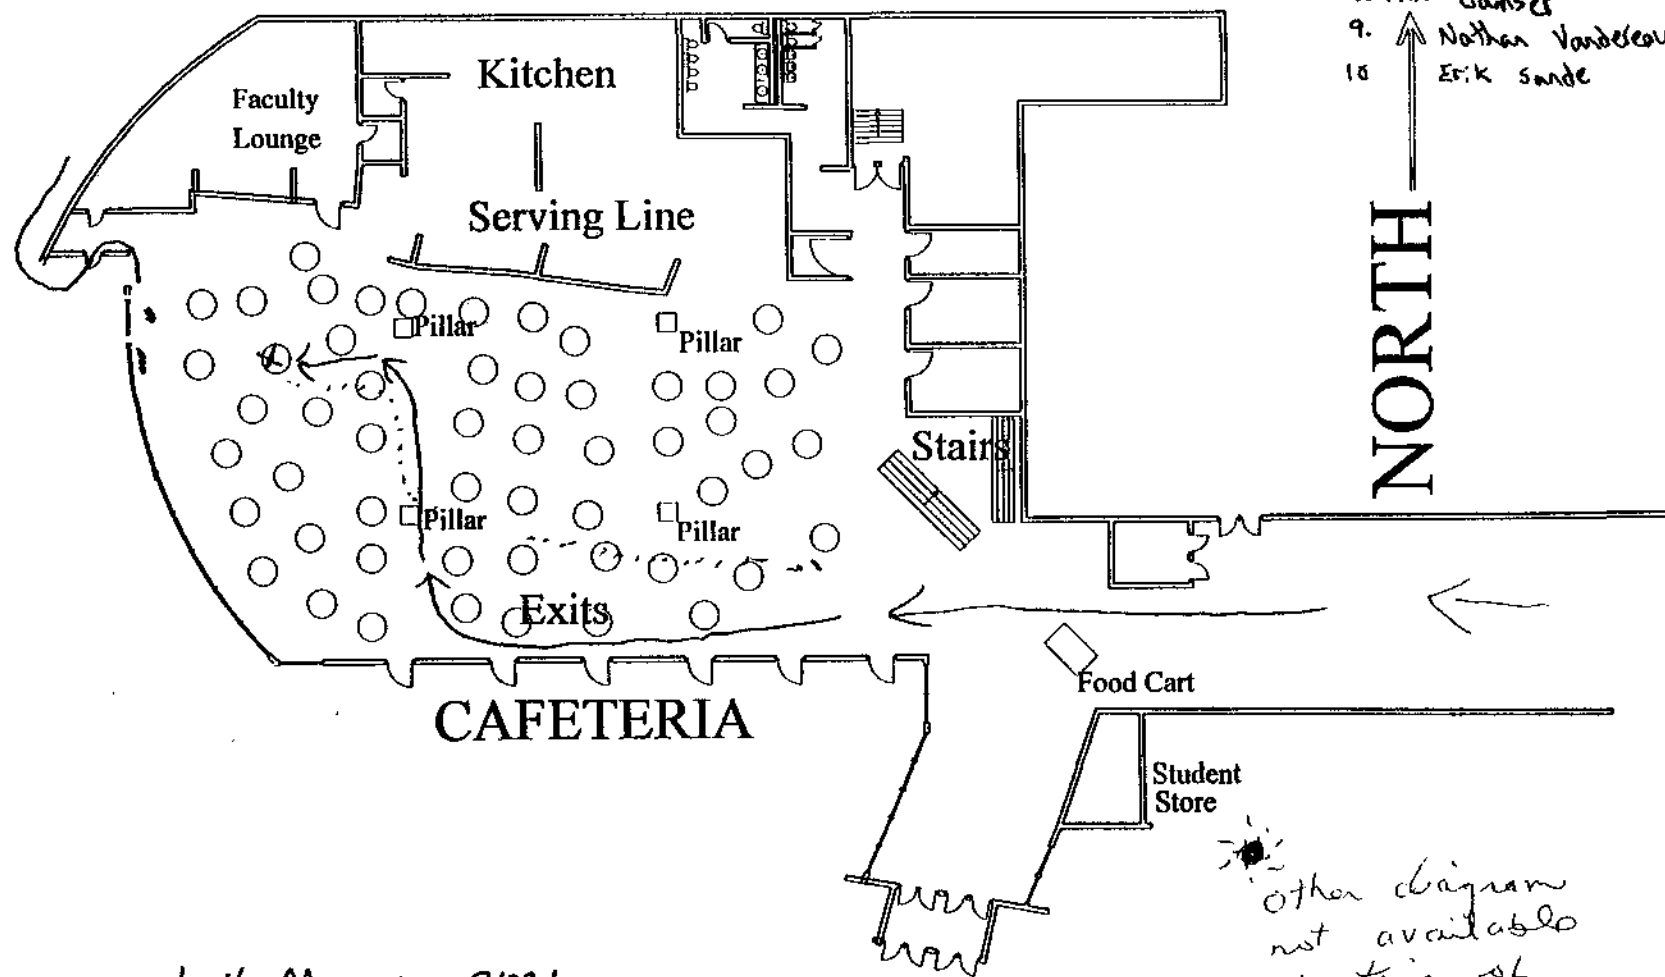 9. Nathan
10 Erik Sande
Kitchen
Faculty
Lounge
Serving Line
NORTH
Pillar
Pillar
Stairs
Pillar
Pillar
Exits
Food Cart
CAFETERIA
Student
Store
other diagram
not available